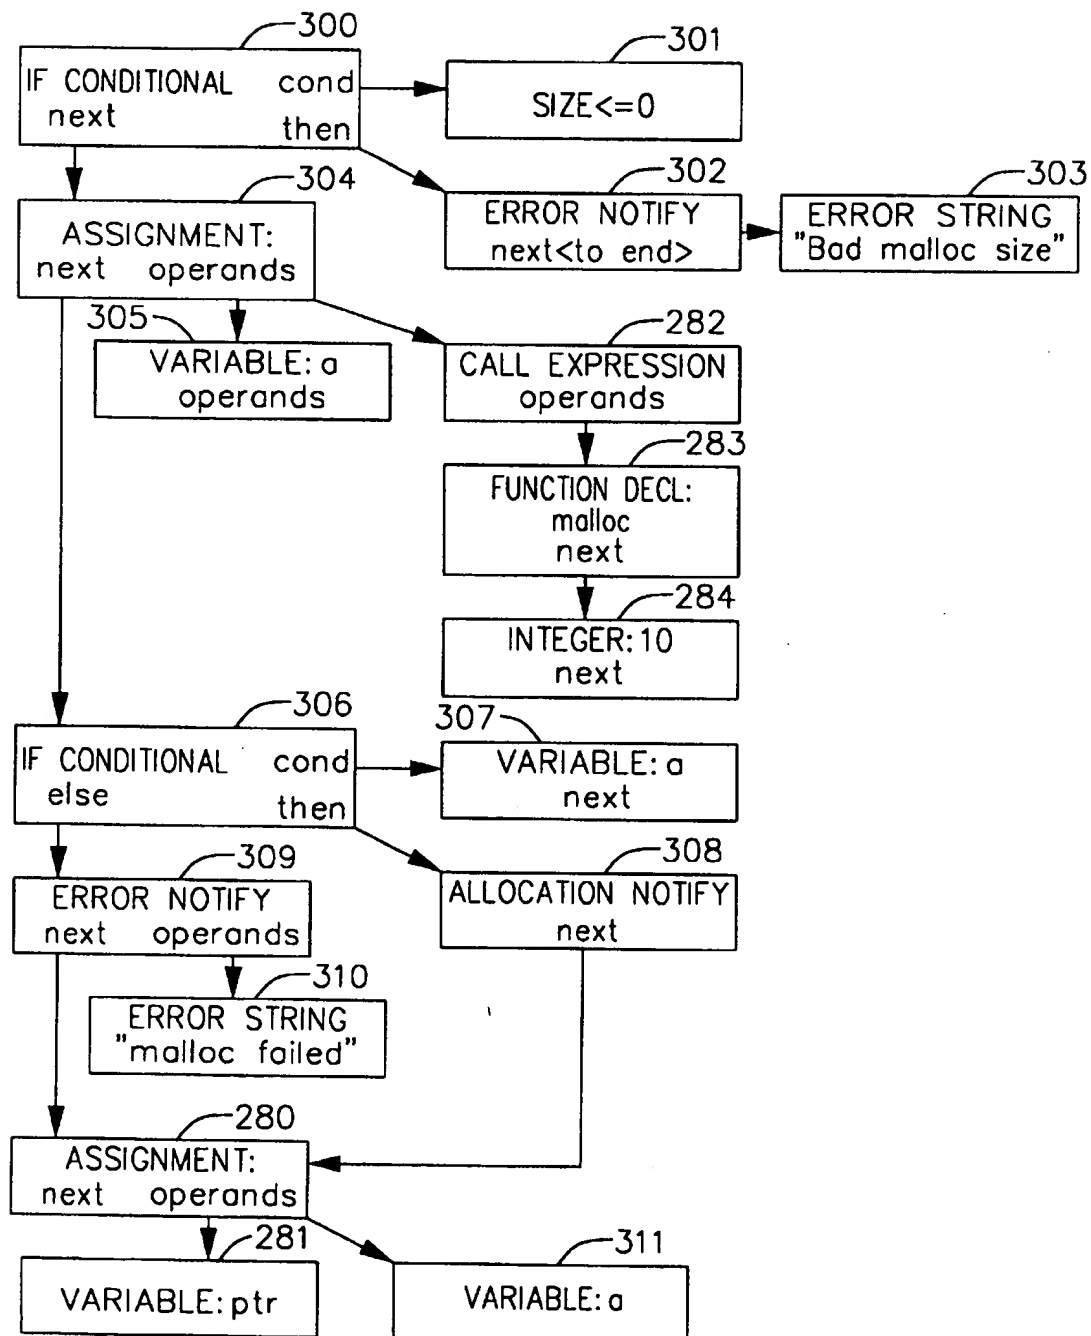 300
IF CONDITIONAL cond
next then
301
SIZE<=0
302
ERROR NOTIFY
next<to end>
303
ERROR STRING
"Bad malloc size"
304
ASSIGNMENT:
next operands
305
VARIABLE: a
operands
282
CALL EXPRESSION
operands
283
FUNCTION DECL:
malloc
next
284
INTEGER: 10
next
306
IF CONDITIONAL cond
else then
307
VARIABLE: a
next
308
ALLOCATION NOTIFY
next
309
ERROR NOTIFY
next operands
310
ERROR STRING
"malloc failed"
280
ASSIGNMENT:
next operands
281
VARIABLE: ptr
311
VARIABLE: a